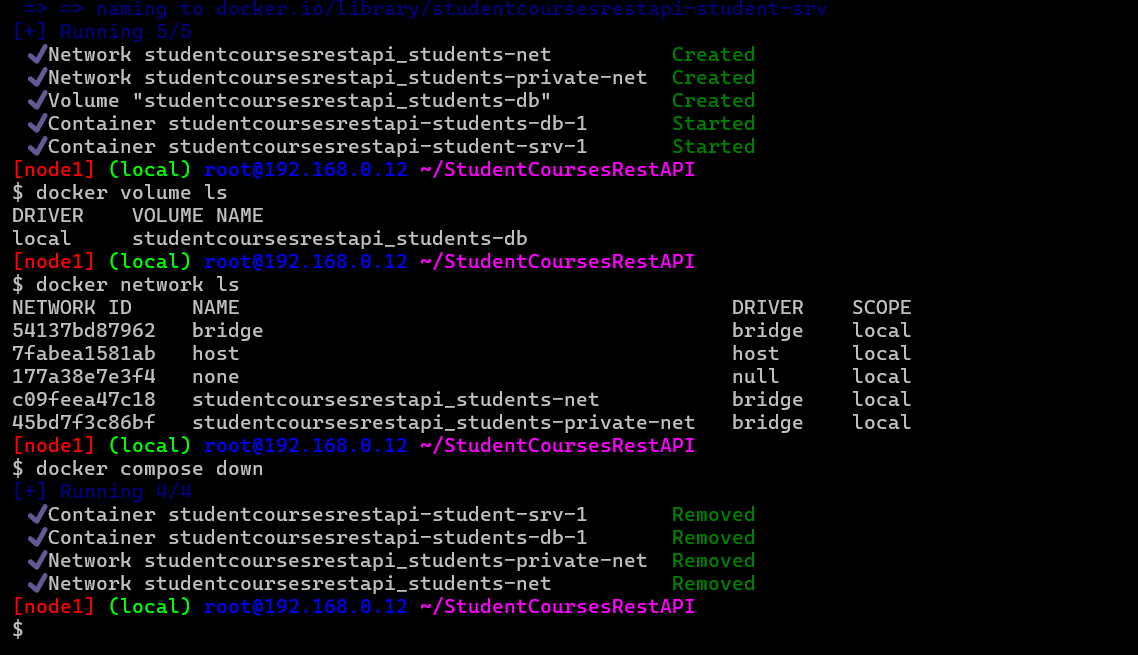 => => naming to docker.io/library/studentcoursesrestapi-student-srv
[+] Running 5/5
✔Network studentcoursesrestapi_students-net Created
✔Network studentcoursesrestapi_students-private-net Created
✔Volume "studentcoursesrestapi_students-db" Created
✔Container studentcoursesrestapi-students-db-1 Started
✔Container studentcoursesrestapi-student-srv-1 Started
[node1] (local) root@192.168.0.12 ~/StudentCoursesRestAPI
$ docker volume ls
DRIVER VOLUME NAME
local studentcoursesrestapi_students-db
[node1] (local) root@192.168.0.12 ~/StudentCoursesRestAPI
$ docker network ls
NETWORK ID NAME DRIVER SCOPE
54137bd87962 bridge bridge local
7fabea1581ab host host local
177a38e7e3f4 none null local
c09feea47c18 studentcoursesrestapi_students-net bridge local
45bd7f3c86bf studentcoursesrestapi_students-private-net bridge local
[node1] (local) root@192.168.0.12 ~/StudentCoursesRestAPI
$ docker compose down
[+] Running 4/4
✔Container studentcoursesrestapi-student-srv-1 Removed
✔Container studentcoursesrestapi-students-db-1 Removed
✔Network studentcoursesrestapi_students-private-net Removed
✔Network studentcoursesrestapi_students-net Removed
[node1] (local) root@192.168.0.12 ~/StudentCoursesRestAPI
$